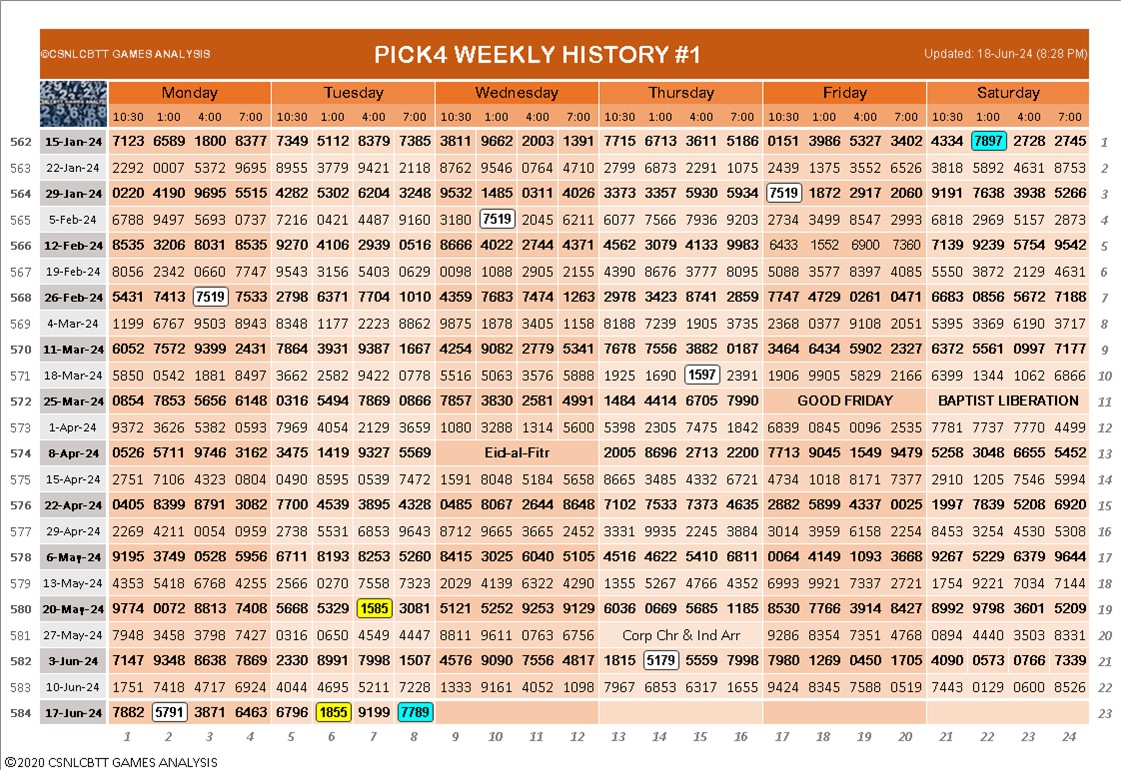 ©CSNLCBTT GAMES ANALYSIS PICK4 WEEKLY HISTORY #1 Updated: 18-Jun-24 (8:28 PM)
Monday Tuesday Wednesday Thursday Friday Saturday
10:30 1:00 4:00 7:00 10:30 1:00 4:00 7:00 10:30 1:00 4:00 7:00 10:30 1:00 4:00 7:00 10:30 1:00 4:00 7:00 10:30 1:00 4:00 7:00
562 15-Jan-24 7123 6589 1800 8377 7349 5112 8379 7385 3811 9662 2003 1391 7715 6713 3611 5186 0151 3986 5327 3402 4334 7897 2728 2745 1
563 22-Jan-24 2292 0007 5372 9695 8955 3779 9421 2118 8762 9546 0764 4710 2799 6873 2291 1075 2439 1375 3552 6526 3818 5892 4631 8753 2
564 29-Jan-24 0220 4190 9695 5515 4282 5302 6204 3248 9532 1485 0311 4026 3373 3357 5930 5934 7519 1872 2917 2060 9191 7638 3938 5266 3
565 5-Feb-24 6788 9497 5693 0737 7216 0421 4487 9160 3180 7519 2045 6211 6077 7566 7936 9203 2734 3499 8547 2993 6818 2969 5157 2873 4
566 12-Feb-24 8535 3206 8031 8535 9270 4106 2939 0516 8666 4022 2744 4371 4562 3079 4133 9983 6433 1552 6900 7360 7139 9239 5754 9542 5
567 19-Feb-24 8056 2342 0660 7747 9543 3156 5403 0629 0098 1088 2905 2155 4390 8676 3777 8095 5088 3577 8397 4085 5550 3872 2129 4631 6
568 26-Feb-24 5431 7413 7519 7533 2798 6371 7704 1010 4359 7683 7474 1263 2978 3423 8741 2859 7747 4729 0261 0471 6683 0856 5672 7188 7
569 4-Mar-24 1199 6767 9503 8943 8348 1177 2223 8862 9875 1878 3405 1158 8188 7239 1905 3735 2368 0377 9108 2051 5395 3369 6190 3717 8
570 11-Mar-24 6052 7572 9399 2431 7864 3931 9387 1667 4254 9082 2779 5341 7678 7556 3882 0187 3464 6434 5902 2327 6372 5561 0997 7177 9
571 18-Mar-24 5850 0542 1881 8497 3662 2582 9422 0778 5516 5063 3576 5888 1925 1690 1597 2391 1906 9905 5829 2166 6399 1344 1062 6866 10
572 25-Mar-24 0854 7853 5656 6148 0316 5494 7869 0866 7857 3830 2581 4991 1484 4414 6705 7990 GOOD FRIDAY BAPTIST LIBERATION 11
573 1-Apr-24 9372 3626 5382 0593 7969 4054 2129 3659 1080 3288 1314 5600 5398 2305 7475 1842 6839 0845 0096 2535 7781 7737 7770 4499 12
574 8-Apr-24 0526 5711 9746 3162 3475 1419 9327 5569 Eid-al-Fitr 2005 8696 2713 2200 7713 9045 1549 9479 5258 3048 6655 5452 13
575 15-Apr-24 2751 7106 4323 0804 0490 8595 0539 7472 1591 8048 5184 5658 8665 3485 4332 6721 4734 1018 8171 7377 2910 1205 7546 5994 14
576 22-Apr-24 0405 8399 8791 3082 7700 4539 3895 4328 0485 8067 2644 8648 7102 7533 7373 4635 2882 5899 4337 0025 1997 7839 5208 6920 15
577 29-Apr-24 2269 4211 0054 0959 2738 5531 6853 9643 8712 9665 3665 2452 3331 9935 2245 3884 3014 3959 6158 2254 8453 3254 4530 5308 16
578 6-May-24 9195 3749 0528 5956 6711 8193 8253 5260 8415 3025 6040 5105 4516 4622 5410 6811 0064 4149 1093 3668 9267 5229 6379 9644 17
579 13-May-24 4353 5418 6768 4255 2566 0270 7558 7323 2029 4139 6322 4290 1355 5267 4766 4352 6993 9921 7337 2721 1754 9221 7034 7144 18
580 20-May-24 9774 0072 8813 7408 5668 5329 1585 3081 5121 5252 9253 9129 6036 0669 5685 1185 8530 7766 3914 8427 8992 9798 3601 5209 19
581 27-May-24 7948 3458 3798 7427 0316 0650 4549 4447 8811 9611 0763 6756 Corp Chr & Ind Arr 9286 8354 7351 4768 0894 4440 3503 8331 20
582 3-Jun-24 7147 9348 8638 7869 2330 8991 7998 1507 4576 9090 7556 4817 1815 5179 5559 7998 7980 1269 0450 1705 4090 0573 0766 7339 21
583 10-Jun-24 1751 7418 4717 6924 4044 4695 5211 7228 1333 9161 4052 1098 7967 6853 6317 1655 9424 8345 7588 0519 7443 0129 0600 8526 22
584 17-Jun-24 7882 5791 3871 6463 6796 1855 9199 7789 23
1 2 3 4 5 6 7 8 9 10 11 12 13 14 15 16 17 18 19 20 21 22 23 24
©2020 CSNLCBTT GAMES ANALYSIS